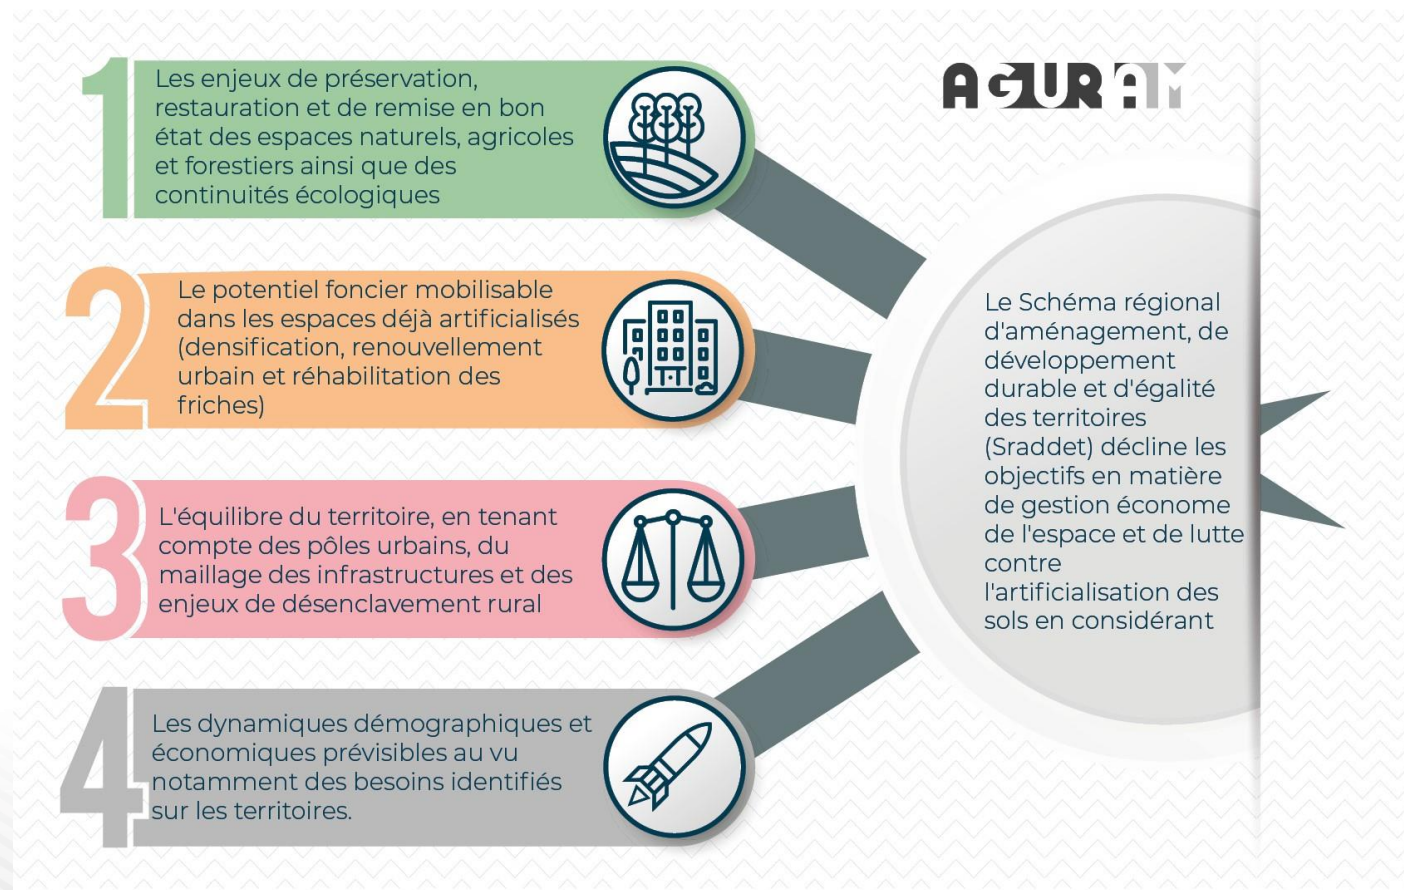 AGURAM
1
Les enjeux de préservation,
restauration et de remise en bon
état des espaces naturels, agricoles
et forestiers ainsi que des
continuités écologiques
2
Le potentiel foncier mobilisable
dans les espaces déjà artificialisés
(densification, renouvellement
urbain et réhabilitation des
friches)
3
L'équilibre du territoire, en tenant
compte des pôles urbains, du
maillage des infrastructures et des
enjeux de désenclavement rural
4
Les dynamiques démographiques et
économiques prévisibles au vu
notamment des besoins identifiés
sur les territoires.
Le Schéma régional
d'aménagement, de
développement
durable et d'égalité
des territoires
(Sraddet) décline les
objectifs en matière
de gestion économe
de l'espace et de lutte
contre
l'artificialisation des
sols en considérant